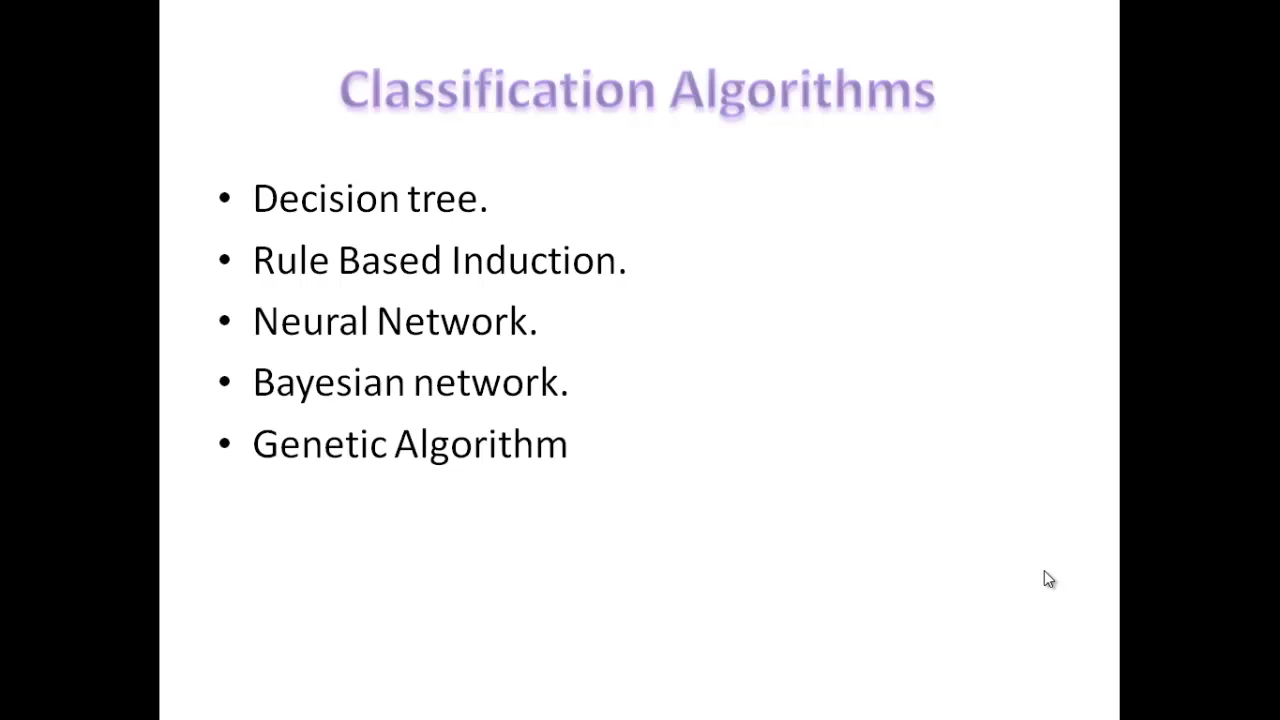 Classification Algorithms
• Decision tree.
• Rule Based Induction.
• Neural Network.
• Bayesian network.
• Genetic Algorithm